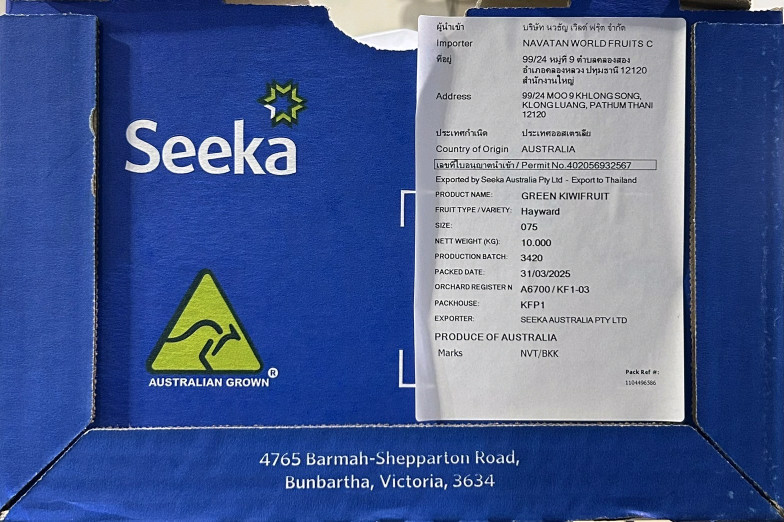 Seeka
AUSTRALIAN GROWN®
ผู้นำเข้า บริษัท นวธัญ เวิลด์ ฟรุ๊ต จำกัด
Importer NAVATAN WORLD FRUITS C
ที่อยู่ 99/24 หมู่ที่ 9 ตำบลคลองสอง
อำเภอคลองหลวง ปทุมธานี 12120
สำนักงานใหญ่
Address 99/24 MOO 9 KHLONG SONG,
KLONG LUANG, PATHUM THANI
12120
ประเทศกำเนิด ประเทศออสเตรเลีย
Country of Origin AUSTRALIA
เลขที่ใบอนุญาตนำเข้า / Permit No.402056932567
Exported by Seeka Australia Pty Ltd - Export to Thailand
PRODUCT NAME: GREEN KIWIFRUIT
FRUIT TYPE / VARIETY: Hayward
SIZE: 075
NETT WEIGHT (KG): 10.000
PRODUCTION BATCH: 3420
PACKED DATE: 31/03/2025
ORCHARD REGISTER N A6700 / KF1-03
PACKHOUSE: KFP1
EXPORTER: SEEKA AUSTRALIA PTY LTD
PRODUCE OF AUSTRALIA
Marks NVT/BKK
Pack Ref #:
1104496386
4765 Barmah-Shepparton Road,
Bunbartha, Victoria, 3634